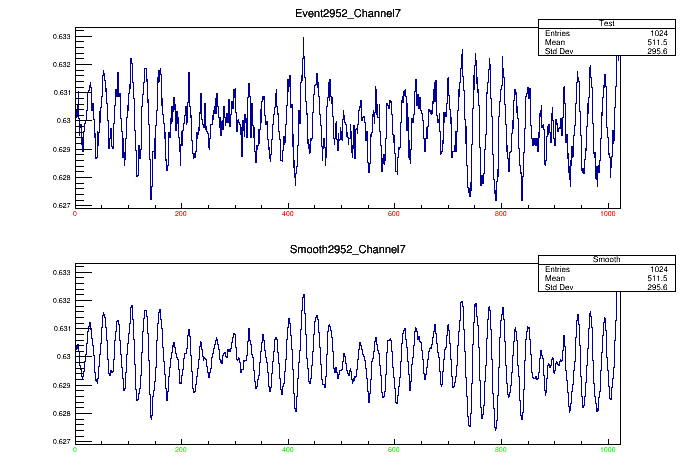 Event2952_Channel7
Test
Entries 1024
Mean 511.5
Std Dev 295.6
0.633
0.632
0.631
0.63
0.629
0.628
0.627
0 200 400 600 800 1000
Smooth2952_Channel7
Smooth
Entries 1024
Mean 511.5
Std Dev 295.6
0.633
0.632
0.631
0.63
0.629
0.628
0.627
0 200 400 600 800 1000